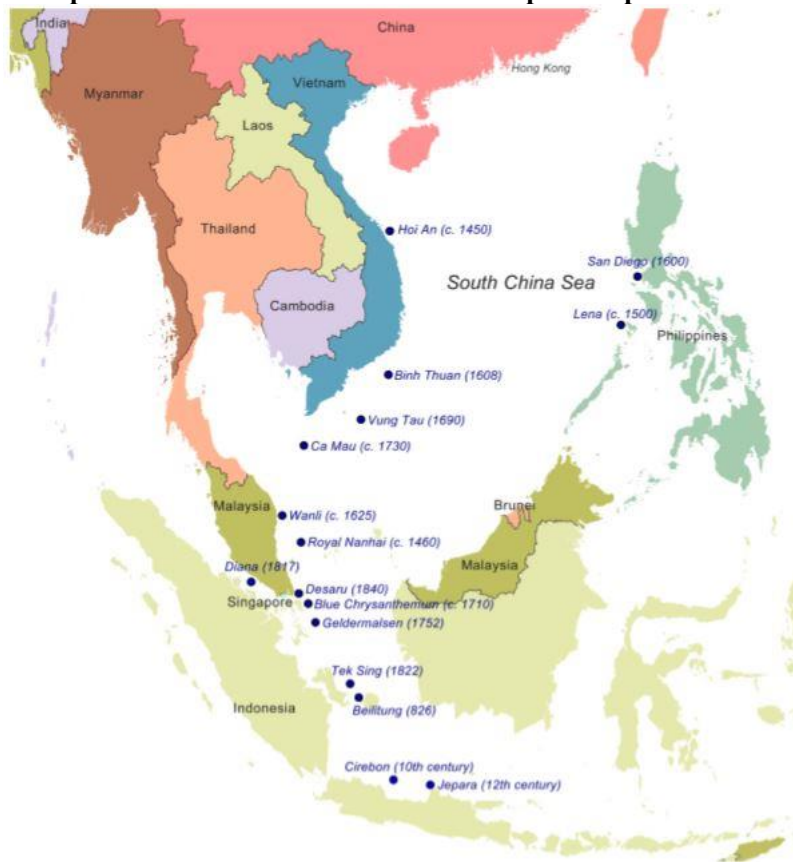 India
China
Hong Kong
Myanmar
Vietnam
Laos
Thailand
Hoi An (c. 1450)
San Diego (1600)
South China Sea
Cambodia
Lena (c. 1500)
Philippines
Binh Thuan (1608)
Vung Tau (1690)
Ca Mau (c. 1730)
Malaysia
Brunei
Wanli (c. 1625)
Royal Nanhai (c. 1460)
Malaysia
Diana (1817)
Desaru (1840)
Singapore
Blue Chrysanthemum (c. 1710)
Geldermalsen (1752)
Tek Sing (1822)
Indonesia
Beilitung (826)
Cirebon (10th century)
Jepara (12th century)